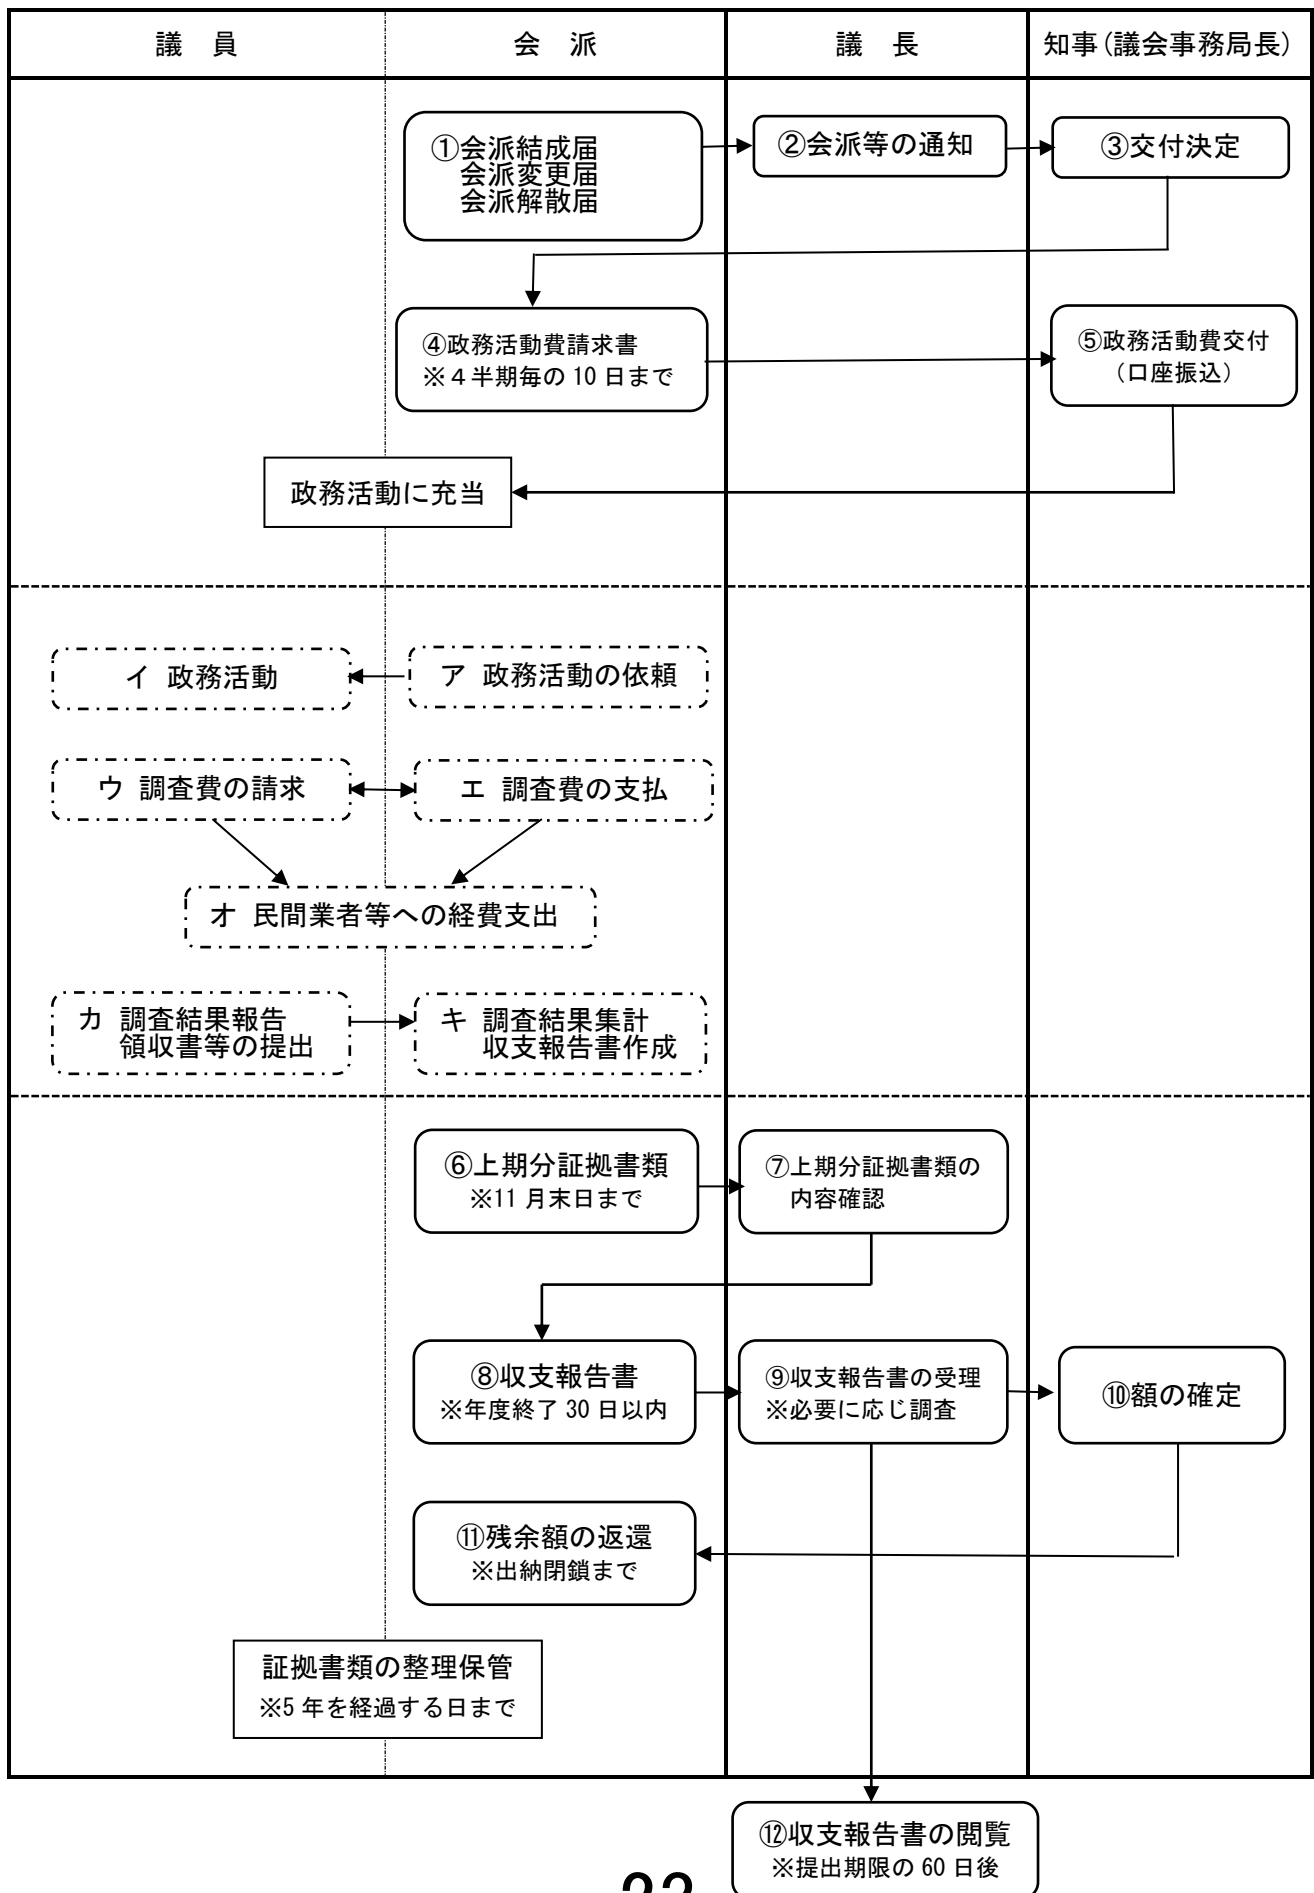 議　員
会　派
議　長
知事(議会事務局長)
①会派結成届
会派変更届
会派解散届
②会派等の通知
③交付決定
④政務活動費請求書
※４半期毎の10日まで
⑤政務活動費交付
(口座振込)
政務活動に充当
イ 政務活動
ア 政務活動の依頼
ウ 調査費の請求
エ 調査費の支払
オ 民間業者等への経費支出
カ 調査結果報告
領収書等の提出
キ 調査結果集計
収支報告書作成
⑥上期分証拠書類
※11月末日まで
⑦上期分証拠書類の
内容確認
⑧収支報告書
※年度終了30日以内
⑨収支報告書の受理
※必要に応じ調査
⑩額の確定
⑪残余額の返還
※出納閉鎖まで
証拠書類の整理保管
※5年を経過する日まで
⑫収支報告書の閲覧
※提出期限の60日後